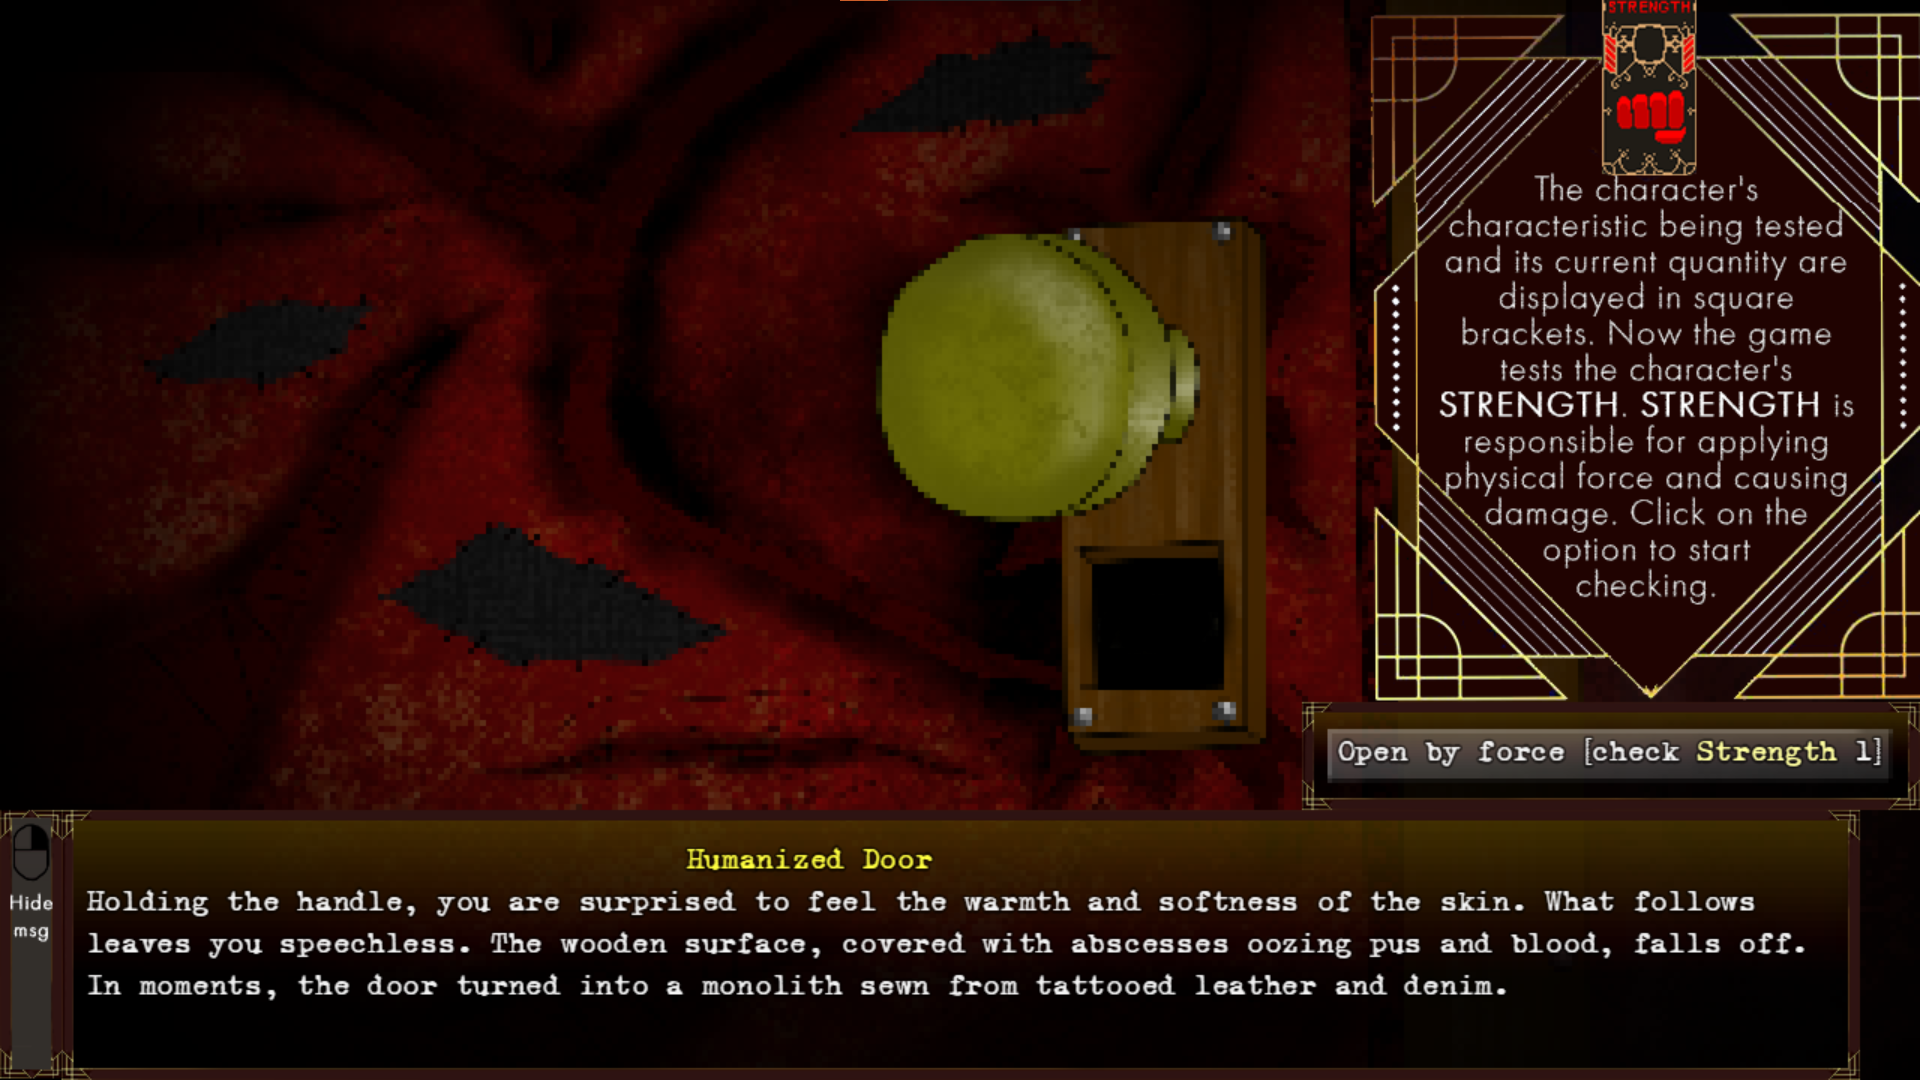 STRENGTH
The character's
characteristic being tested
and its current quantity are
displayed in square
brackets. Now the game
tests the character's
STRENGTH. STRENGTH is
responsible for applying
physical force and causing
damage. Click on the
option to start
checking.
Open by force [check Strength 1]
Humanized Door
Hide
msg
Holding the handle, you are surprised to feel the warmth and softness of the skin. What follows
leaves you speechless. The wooden surface, covered with abscesses oozing pus and blood, falls off.
In moments, the door turned into a monolith sewn from tattooed leather and denim.